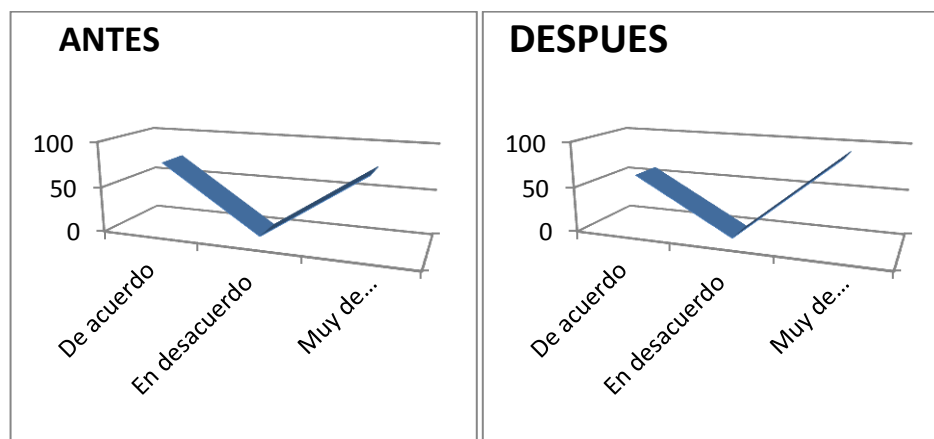 ANTES
100
50
0
De acuerdo
En desacuerdo
Muy de...
DESPUES
100
50
0
De acuerdo
En desacuerdo
Muy de...